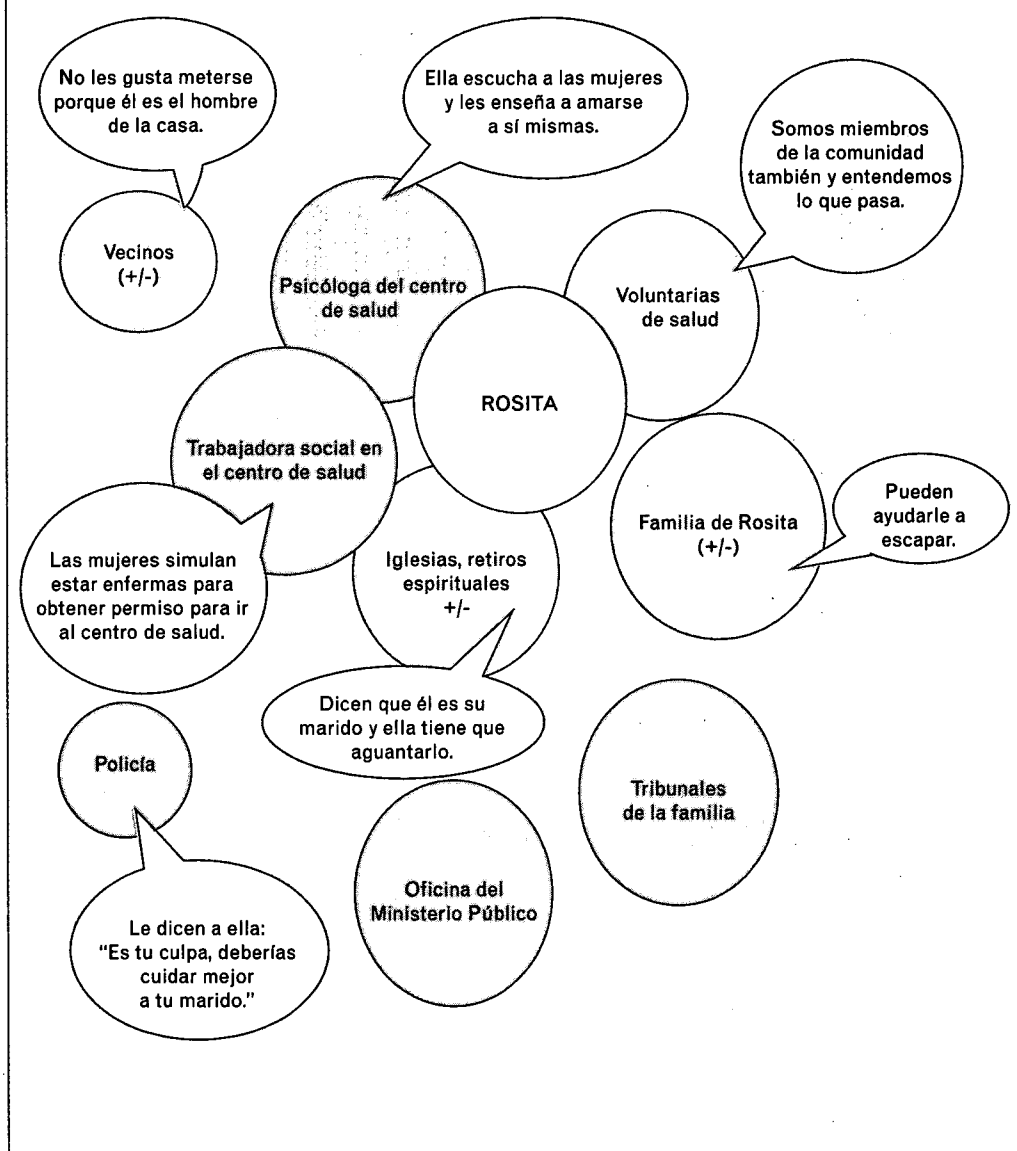 No les gusta meterse
porque él es el hombre
de la casa.
Ella escucha a las mujeres
y les enseña a amarse
a sí mismas.
Somos miembros
de la comunidad
también y entendemos
lo que pasa.
Vecinos
(+/-)
Psicóloga del centro
de salud
Voluntarias
de salud
ROSITA
Trabajadora social en
el centro de salud
Familia de Rosita
(+/-)
Pueden
ayudarle a
escapar.
Las mujeres simulan
estar enfermas para
obtener permiso para ir
al centro de salud.
Iglesias, retiros
espirituales
+/-
Dicen que él es su
marido y ella tiene que
aguantarlo.
Policía
Tribunales
de la familia
Oficina del
Ministerio Público
Le dicen a ella:
"Es tu culpa, deberías
cuidar mejor
a tu marido."